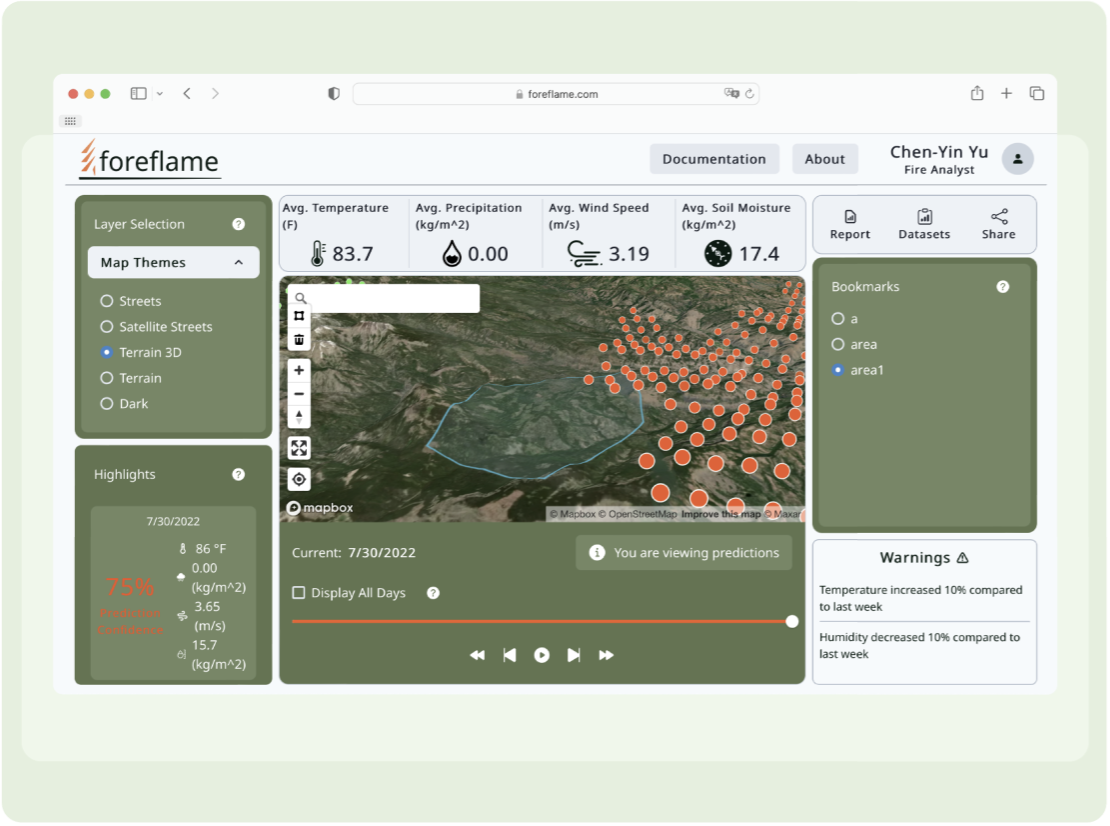 foreflame.com
foreflame
Documentation
About
Chen-Yin Yu
Fire Analyst
Layer Selection
?
Map Themes
Streets
Satellite Streets
Terrain 3D
Terrain
Dark
Highlights
?
7/30/2022
75%
Prediction
Confidence
86 °F
0.00
(kg/m^2)
3.65
(m/s)
15.7
(kg/m^2)
Avg. Temperature
(F)
83.7
Avg. Precipitation
(kg/m^2)
0.00
Avg. Wind Speed
(m/s)
3.19
Avg. Soil Moisture
(kg/m^2)
17.4
mapbox
© Mapbox © OpenStreetMap Improve this map © Maxar
Current: 7/30/2022
i You are viewing predictions
Display All Days ?
Report
Datasets
Share
Bookmarks
?
a
area
area1
Warnings
Temperature increased 10% compared
to last week
Humidity decreased 10% compared to
last week